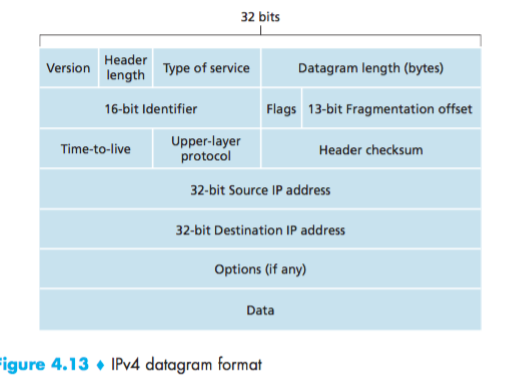 32 bits
Version
Header
length
Type of service
Datagram length (bytes)
16-bit Identifier
Flags
13-bit Fragmentation offset
Time-to-live
Upper-layer
protocol
Header checksum
32-bit Source IP address
32-bit Destination IP address
Options (if any)
Data
Figure 4.13 ♦ IPv4 datagram format